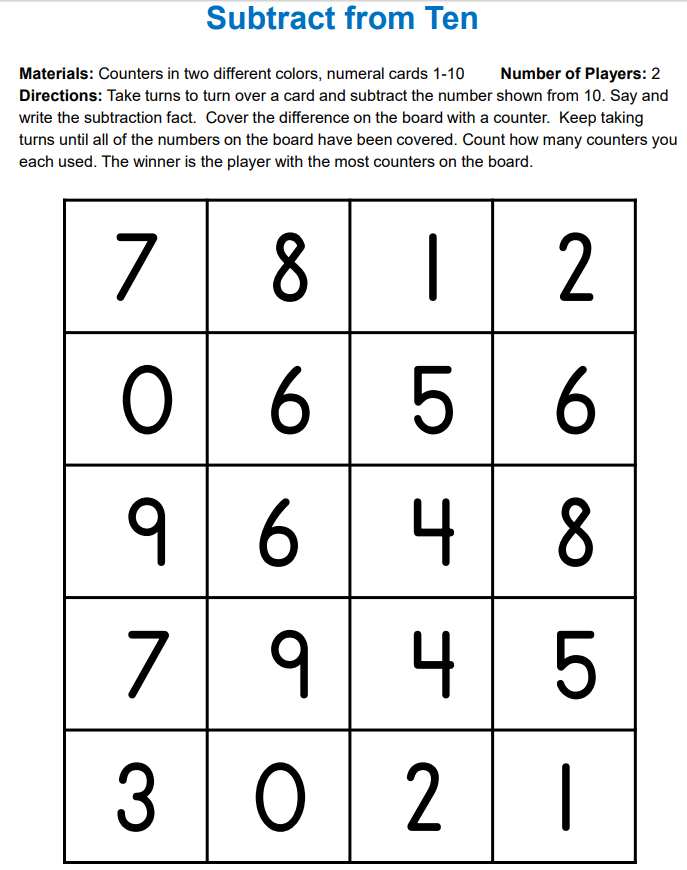 Subtract from Ten
Materials: Counters in two different colors, numeral cards 1-10 Number of Players: 2
Directions: Take turns to turn over a card and subtract the number shown from 10. Say and
write the subtraction fact. Cover the difference on the board with a counter. Keep taking
turns until all of the numbers on the board have been covered. Count how many counters you
each used. The winner is the player with the most counters on the board.
7 8 1 2
0 6 5 6
9 6 4 8
7 9 4 5
3 0 2 1